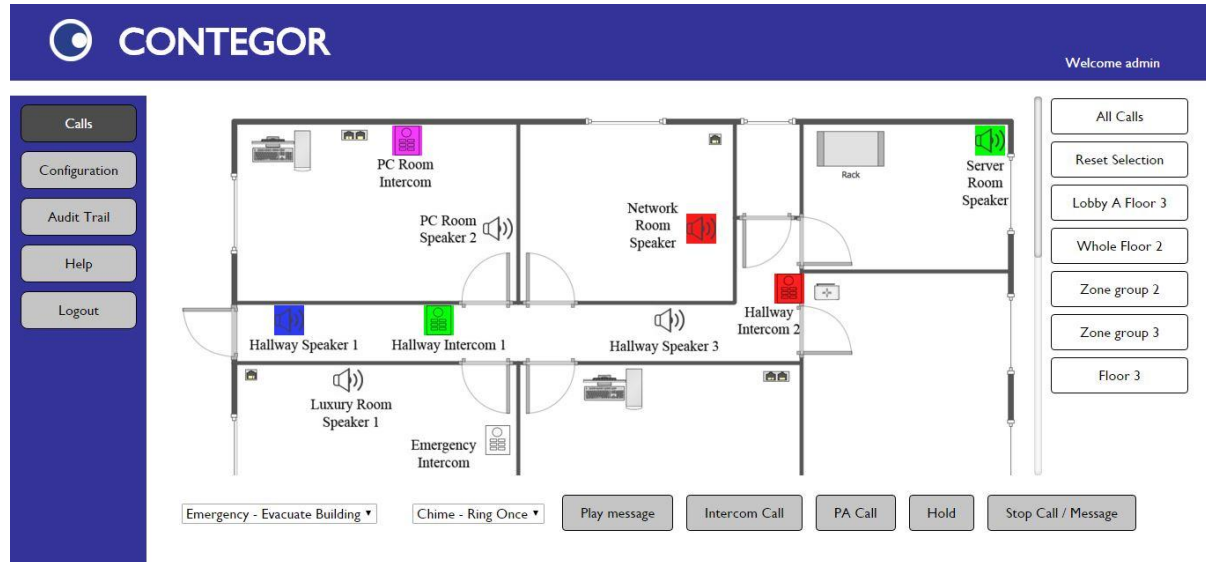 CONTEGOR
Welcome admin
Calls
Configuration
Audit Trail
Help
Logout
PC Room
Intercom
PC Room
Speaker 2
Network
Room
Speaker
Rack
Server
Room
Speaker
Hallway Speaker 1
Hallway Intercom 1
Hallway Speaker 3
Hallway
Intercom 2
Luxury Room
Speaker 1
Emergency
Intercom
All Calls
Reset Selection
Lobby A Floor 3
Whole Floor 2
Zone group 2
Zone group 3
Floor 3
Emergency - Evacuate Building
Chime - Ring Once
Play message
Intercom Call
PA Call
Hold
Stop Call / Message